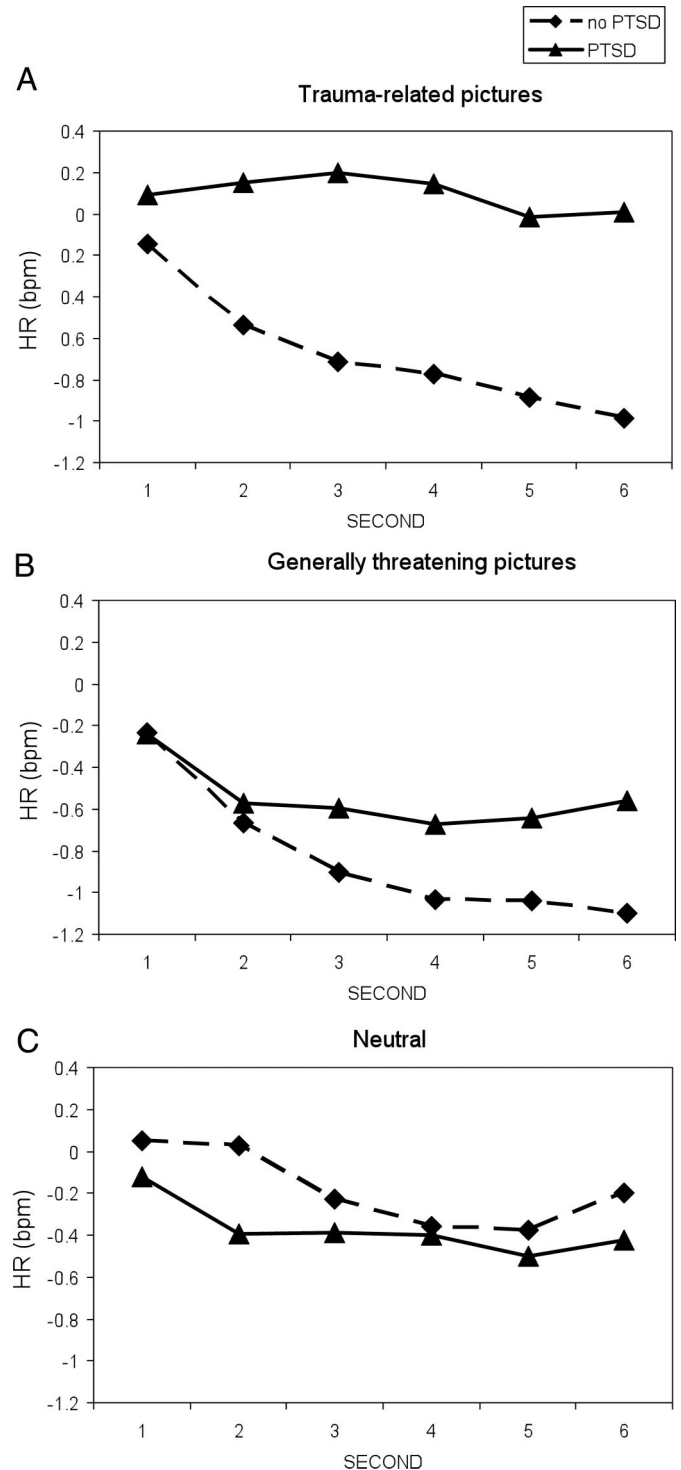 no PTSD
PTSD
A
Trauma-related pictures
0.4
0.2
0
0.2
0.4
0.6
-0.8
-1
-1.2
HR (bpm)
1 2 3 4 5 6
SECOND
B
Generally threatening pictures
0.4
0.2
0
-0.2
-0.4
-0.6
-0.8
-1
-1.2
HR (bpm)
1 2 3 4 5 6
SECOND
C
Neutral
0.4
0.2
0
-0.2
-0.4
-0.6
-0.8
-1
-1.2
HR (bpm)
1 2 3 4 5 6
SECOND